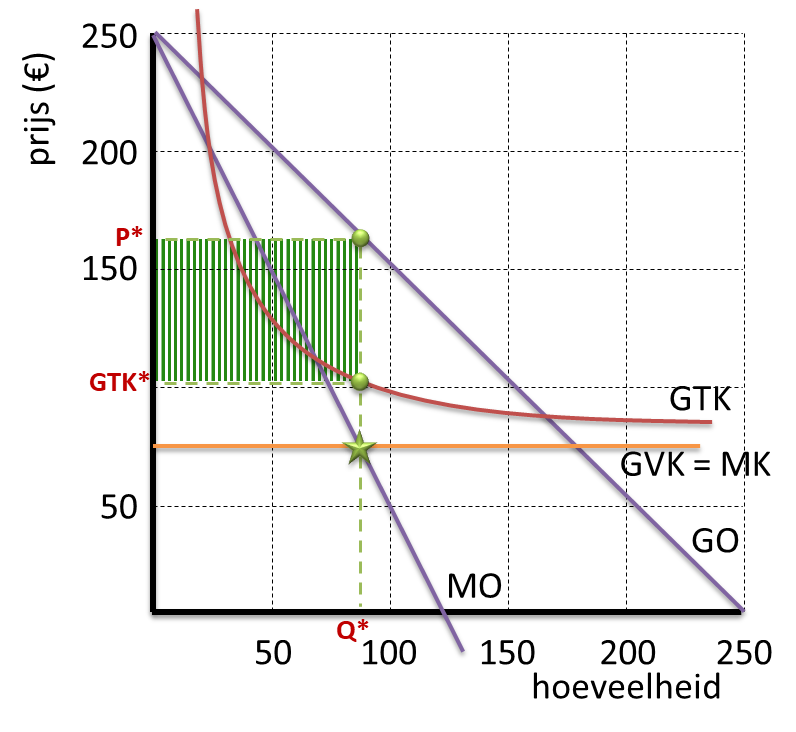 250
prijs (€)
200
P*
150
GTK*
GTK
GVK = MK
50
GO
MO
Q*
50
100
150
200
250
hoeveelheid